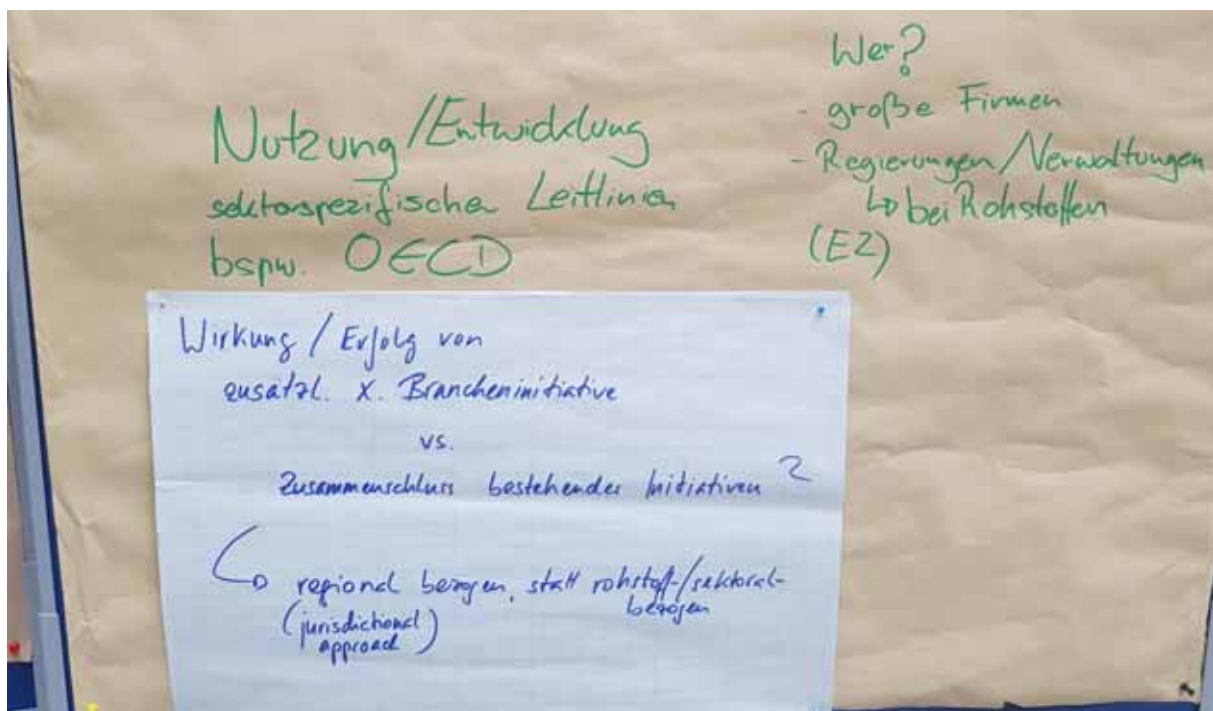 Nutzung/Entwicklung
sektorspezifischer Leitlinien
bspw. OECD
Wer?
- große Firmen
- Regierungen/Verwaltungen
↳ bei Rohstoffen
(EZ)
Wirkung / Erfolg von
zusätzl. X. Brancheninitiative
vs.
Zusammenschluss bestehender Initiativen ?
↳ regional bezogen, statt rohstoff-/sektoral-
bezogen
(jurisdictional
approach)